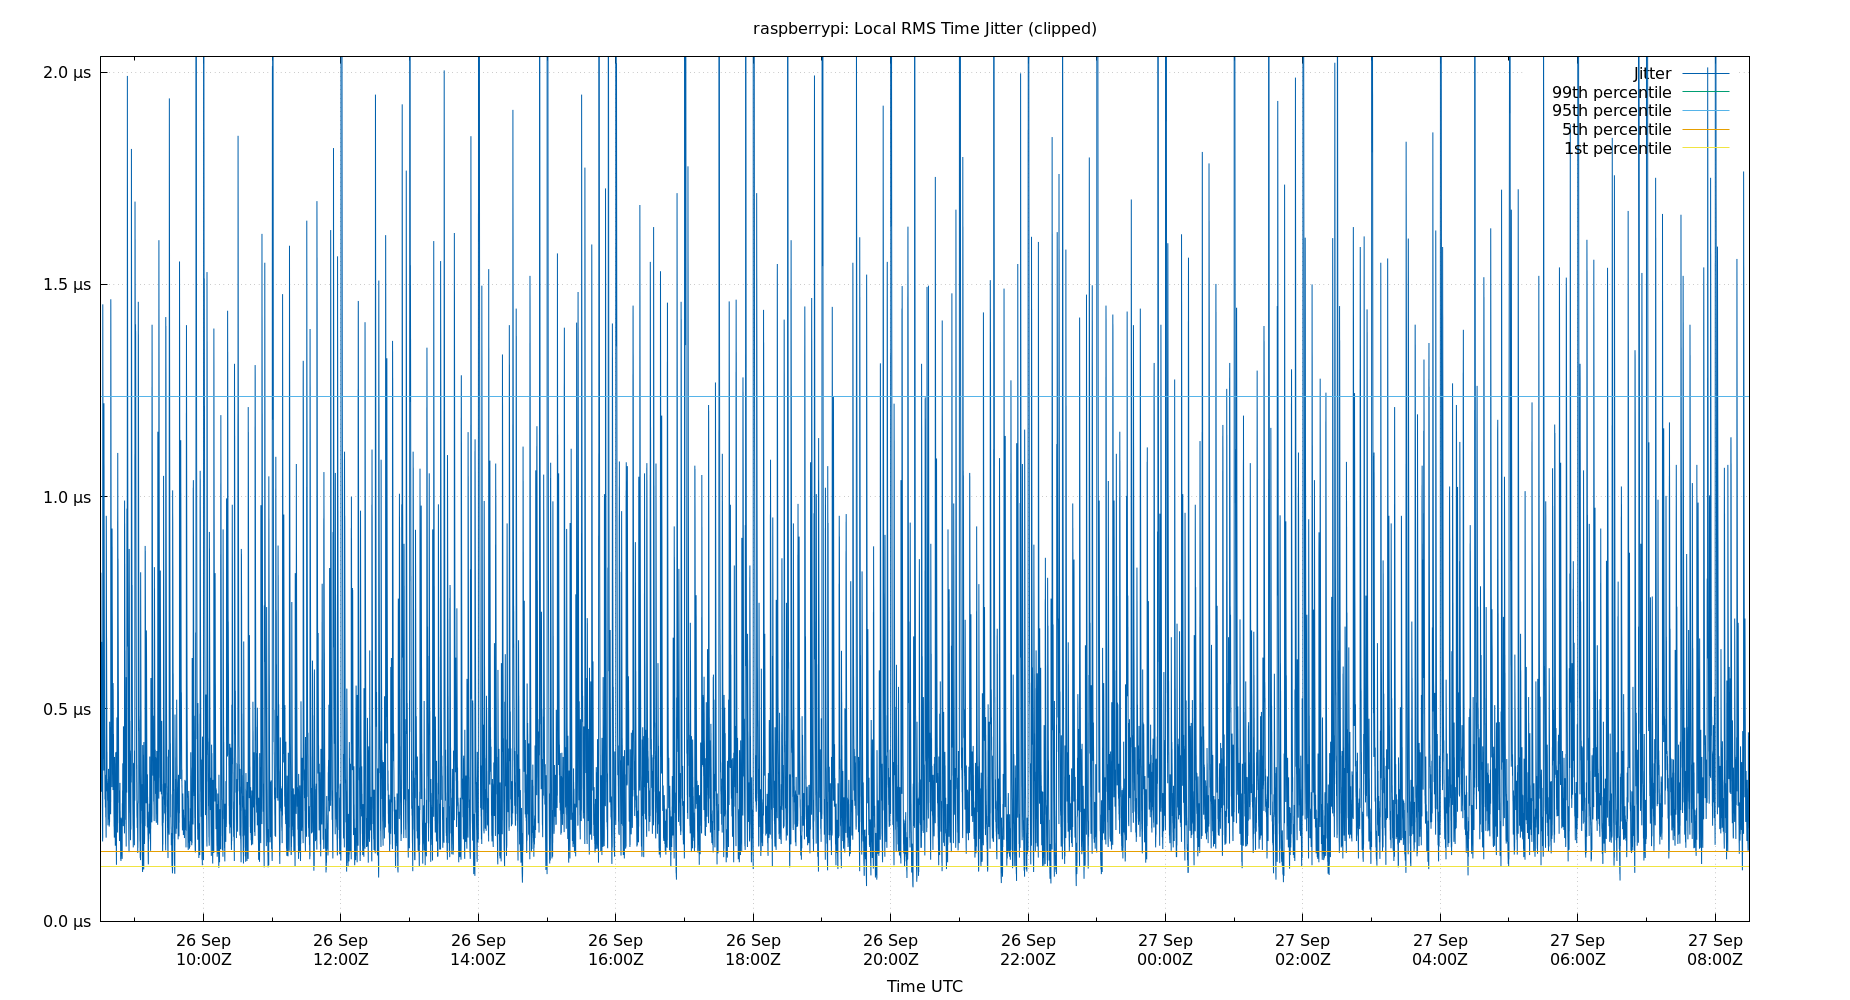 raspberrypi: Local RMS Time Jitter (clipped)
2.0 µs
1.5 µs
1.0 µs
0.5 µs
0.0 µs
Jitter
99th percentile
95th percentile
5th percentile
1st percentile
26 Sep 26 Sep 26 Sep 26 Sep 26 Sep 26 Sep 26 Sep 27 Sep 27 Sep 27 Sep 27 Sep 27 Sep
10:00Z 12:00Z 14:00Z 16:00Z 18:00Z 20:00Z 22:00Z 00:00Z 02:00Z 04:00Z 06:00Z 08:00Z
Time UTC